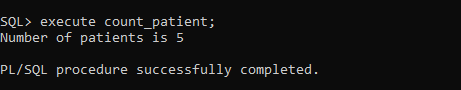 SQL> execute count_patient;
Number of patients is 5
PL/SQL procedure successfully completed.